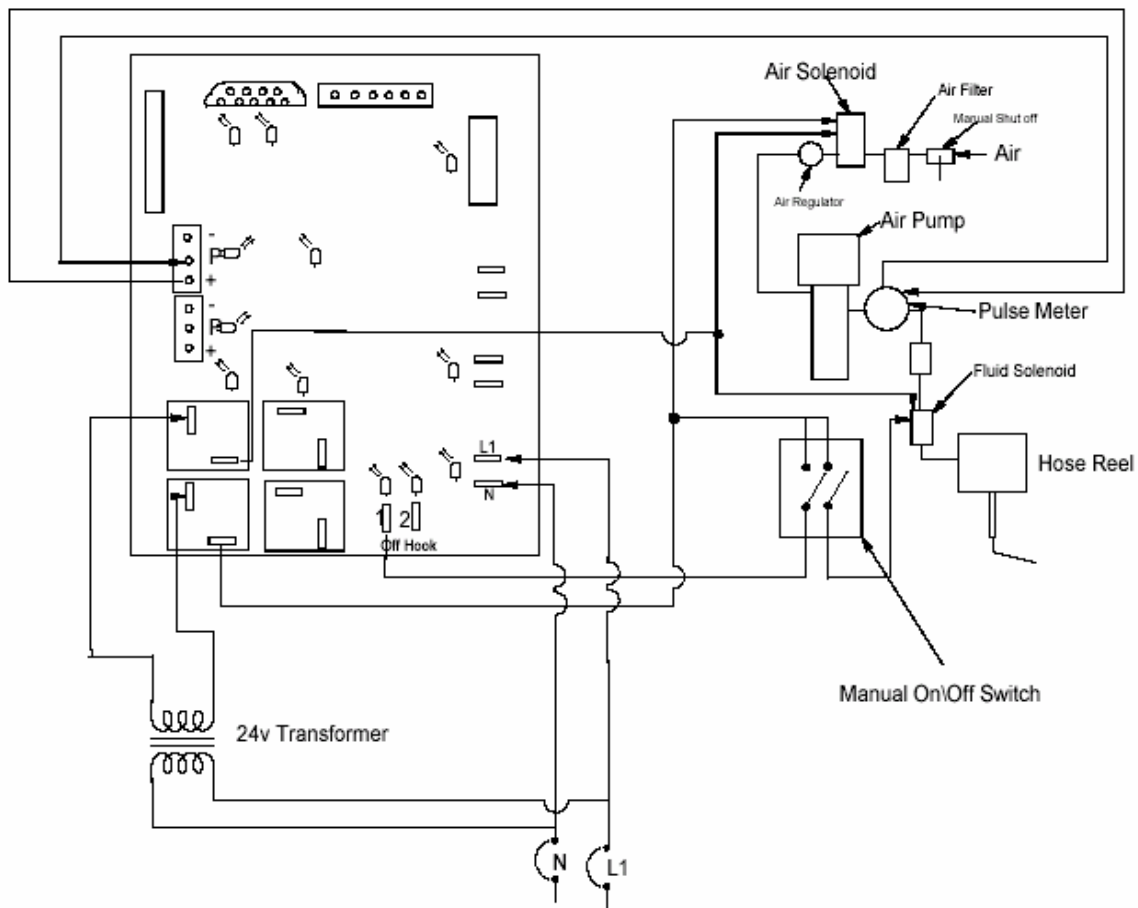 Air Solenoid
Air Filter
Manual Shut off
Air
Air Regulator
Air Pump
-
P
+
-
P
+
Pulse Meter
Fluid Solenoid
L1
N
Hose Reel
1 2
Off Hook
Manual On\Off Switch
24v Transformer
N
L1